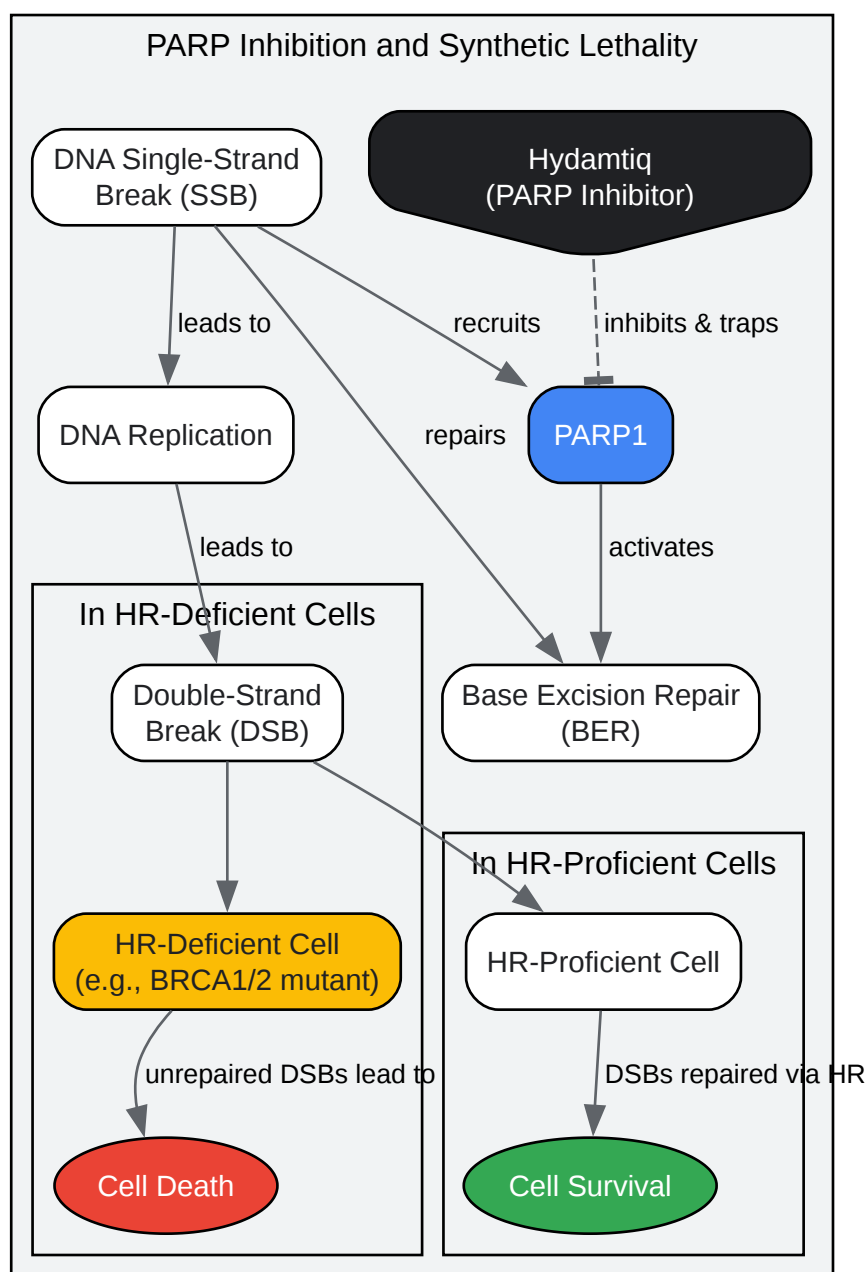 PARP Inhibition and Synthetic Lethality
DNA Single-Strand
Break (SSB)
Hydamtiq
(PARP Inhibitor)
leads to
recruits
inhibits & traps
DNA Replication
repairs
PARP1
leads to
activates
In HR-Deficient Cells
Double-Strand
Break (DSB)
Base Excision Repair
(BER)
In HR-Proficient Cells
HR-Deficient Cell
(e.g., BRCA1/2 mutant)
HR-Proficient Cell
unrepaired DSBs lead to
DSBs repaired via HR
Cell Death
Cell Survival